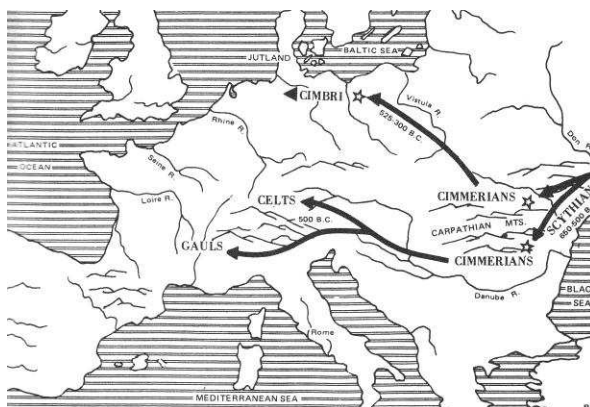 JUTLAND
BALTIC SEA
CIMBRI
Vistula R.
525-300 B.C.
Don R.
Rhine R.
ATLANTIC
OCEAN
Seine R.
Loire R.
CELTS
500 B.C.
GAULS
CIMMERIANS
CARPATHIAN MTS.
SCYTHIAN
650-500 B
CIMMERIANS
Danube R.
BLAC
SEA
Rome
MEDITERRANEAN SEA